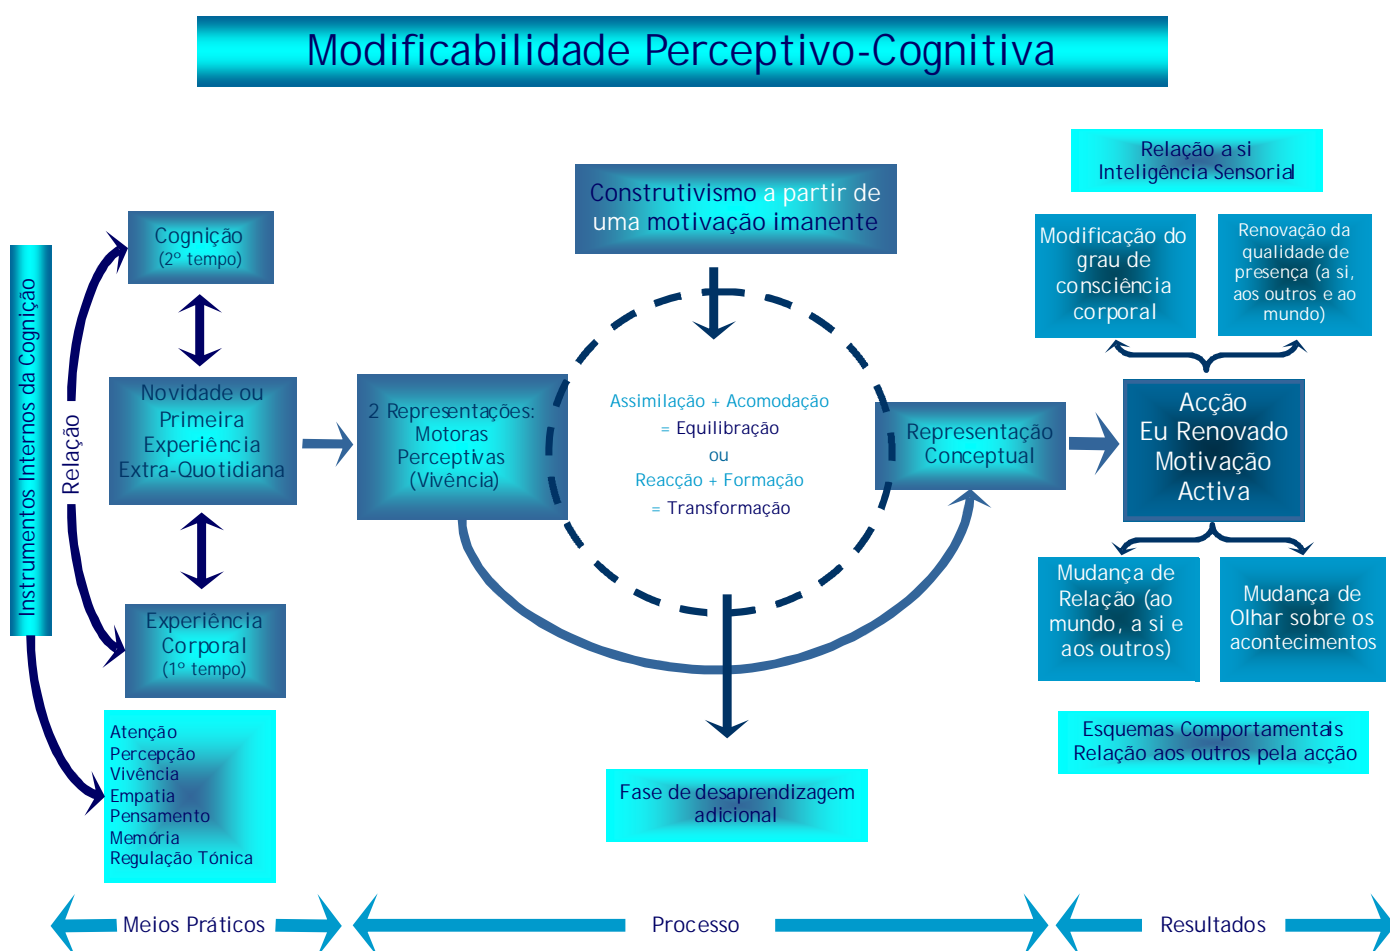 Modificabilidade Perceptivo-Cognitiva
Instrumentos Internos da Cognição
Relação
Cognição
(2º tempo)
Novidade ou
Primeira
Experiência
Extra-Quotidiana
Experiência
Corporal
(1º tempo)
Atenção
Percepção
Vivência
Empatia
Pensamento
Memória
Regulação Tónica
2 Representações:
Motoras
Perceptivas
(Vivência)
Construtivismo a partir de
uma motivação imanente
Assimilação + Acomodação
= Equilibração
ou
Reacção + Formação
= Transformação
Fase de desaprendizagem
adicional
Representação
Conceptual
Relação a si
Inteligência Sensorial
Modificação do
grau de
consciência
corporal
Renovação da
qualidade de
presença (a si,
aos outros e ao
mundo)
Acção
Eu Renovado
Motivação
Activa
Mudança de
Relação (ao
mundo, a si e
aos outros)
Mudança de
Olhar sobre os
acontecimentos
Esquemas Comportamentais
Relação aos outros pela acção
Meios Práticos
Processo
Resultados